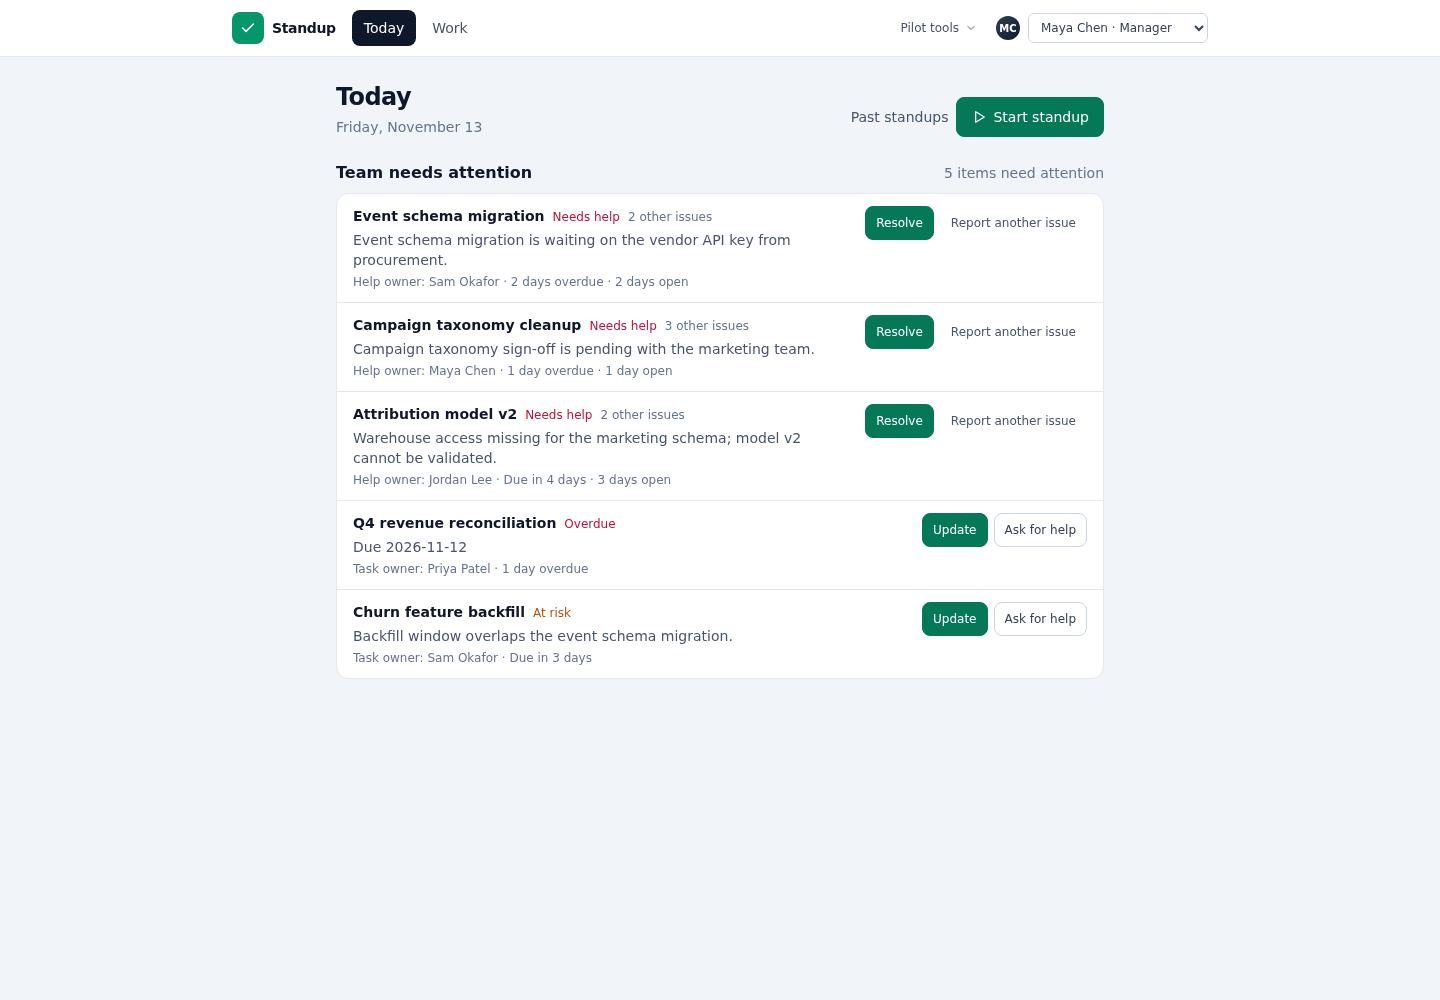 Standup
Today
Work
Pilot tools
MC
Maya Chen · Manager
Today
Friday, November 13
Past standups
Start standup
Team needs attention
5 items need attention
Event schema migration Needs help 2 other issues
Resolve
Report another issue
Event schema migration is waiting on the vendor API key from
procurement.
Help owner: Sam Okafor · 2 days overdue · 2 days open
Campaign taxonomy cleanup Needs help 3 other issues
Resolve
Report another issue
Campaign taxonomy sign-off is pending with the marketing team.
Help owner: Maya Chen · 1 day overdue · 1 day open
Attribution model v2 Needs help 2 other issues
Resolve
Report another issue
Warehouse access missing for the marketing schema; model v2
cannot be validated.
Help owner: Jordan Lee · Due in 4 days · 3 days open
Q4 revenue reconciliation Overdue
Update
Ask for help
Due 2026-11-12
Task owner: Priya Patel · 1 day overdue
Churn feature backfill At risk
Update
Ask for help
Backfill window overlaps the event schema migration.
Task owner: Sam Okafor · Due in 3 days